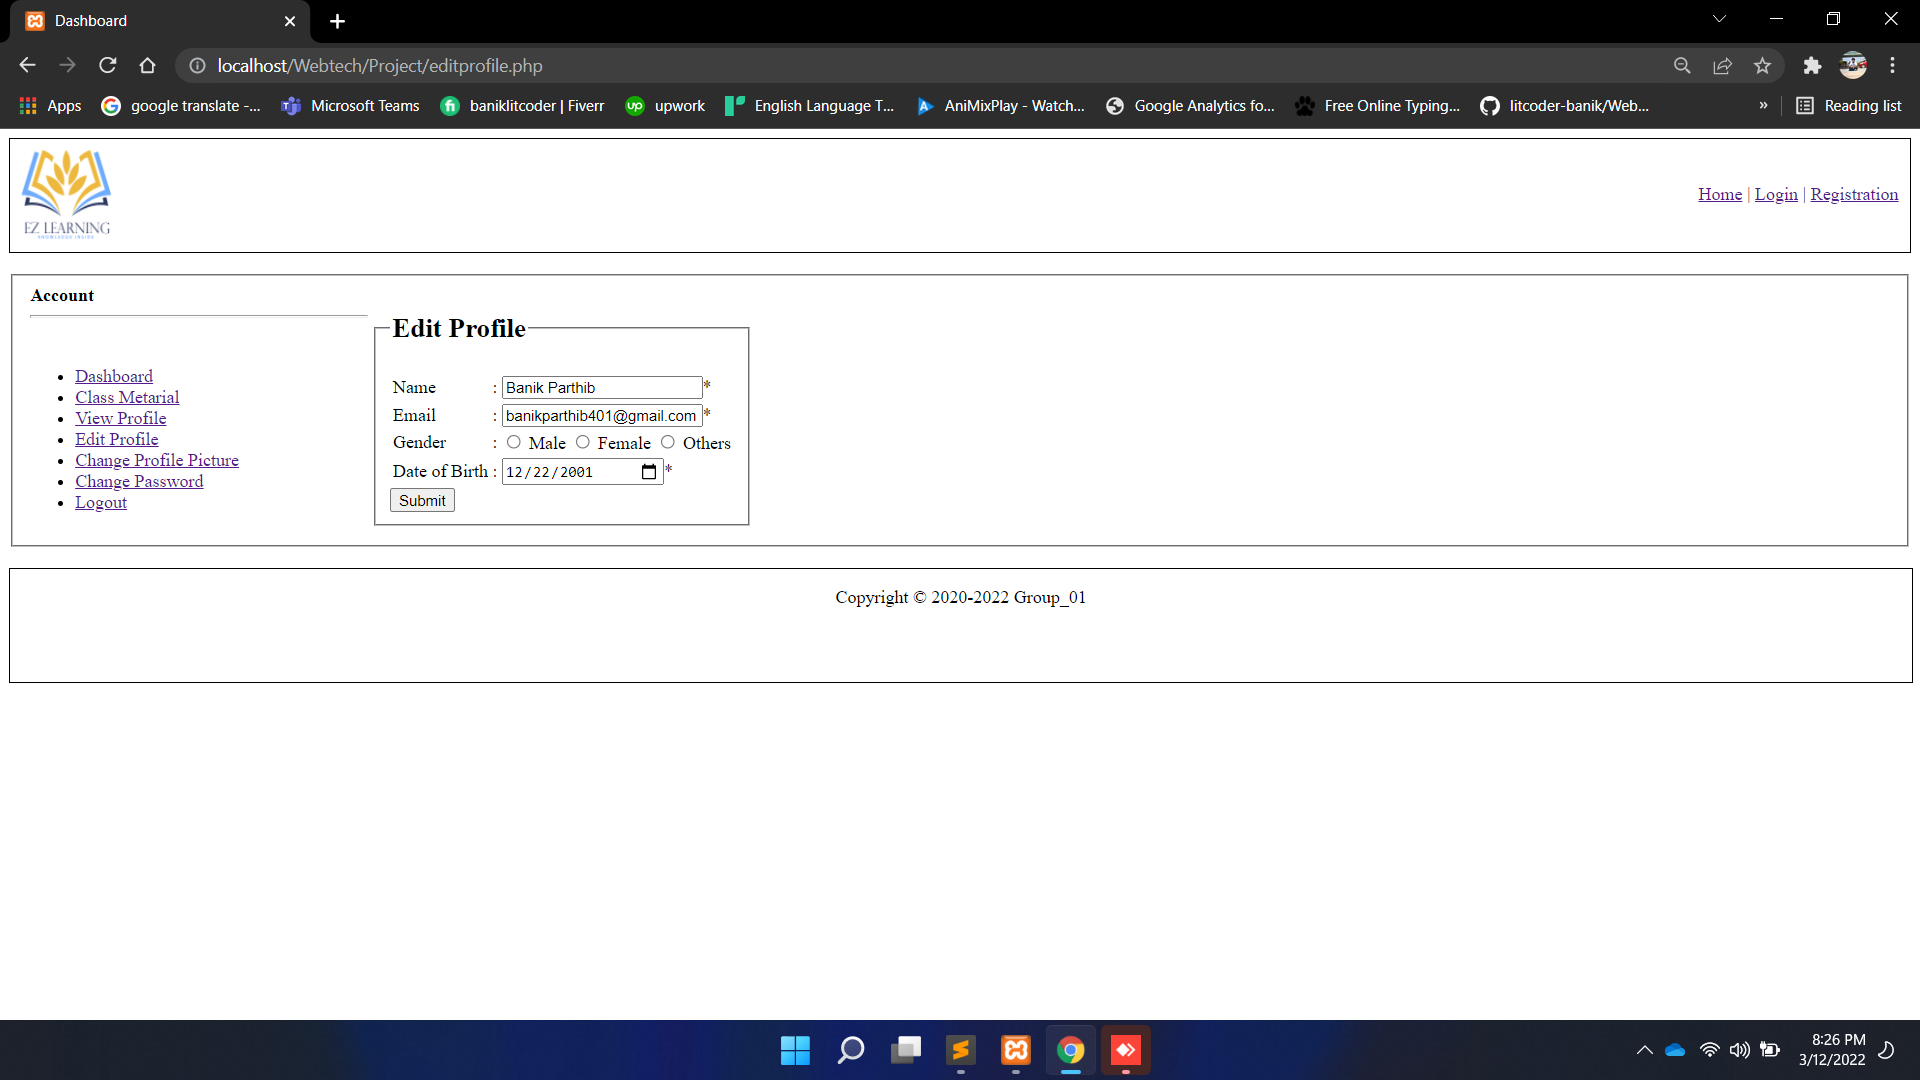 Dashboard
localhost/Webtech/Project/editprofile.php
Apps google translate -... Microsoft Teams baniklitcoder | Fiverr upwork English Language T... AniMixPlay - Watch... Google Analytics fo... Free Online Typing... litcoder-banik/Web... » Reading list
EZ LEARNING
KNOWLEDGE INSIDE
Home | Login | Registration
Account
Dashboard
Class Metarial
View Profile
Edit Profile
Change Profile Picture
Change Password
Logout
Edit Profile
Name : Banik Parthib*
Email : banikparthib401@gmail.com*
Gender : Male Female Others
Date of Birth : 12/22/2001 *
Submit
Copyright © 2020-2022 Group_01
8:26 PM
3/12/2022